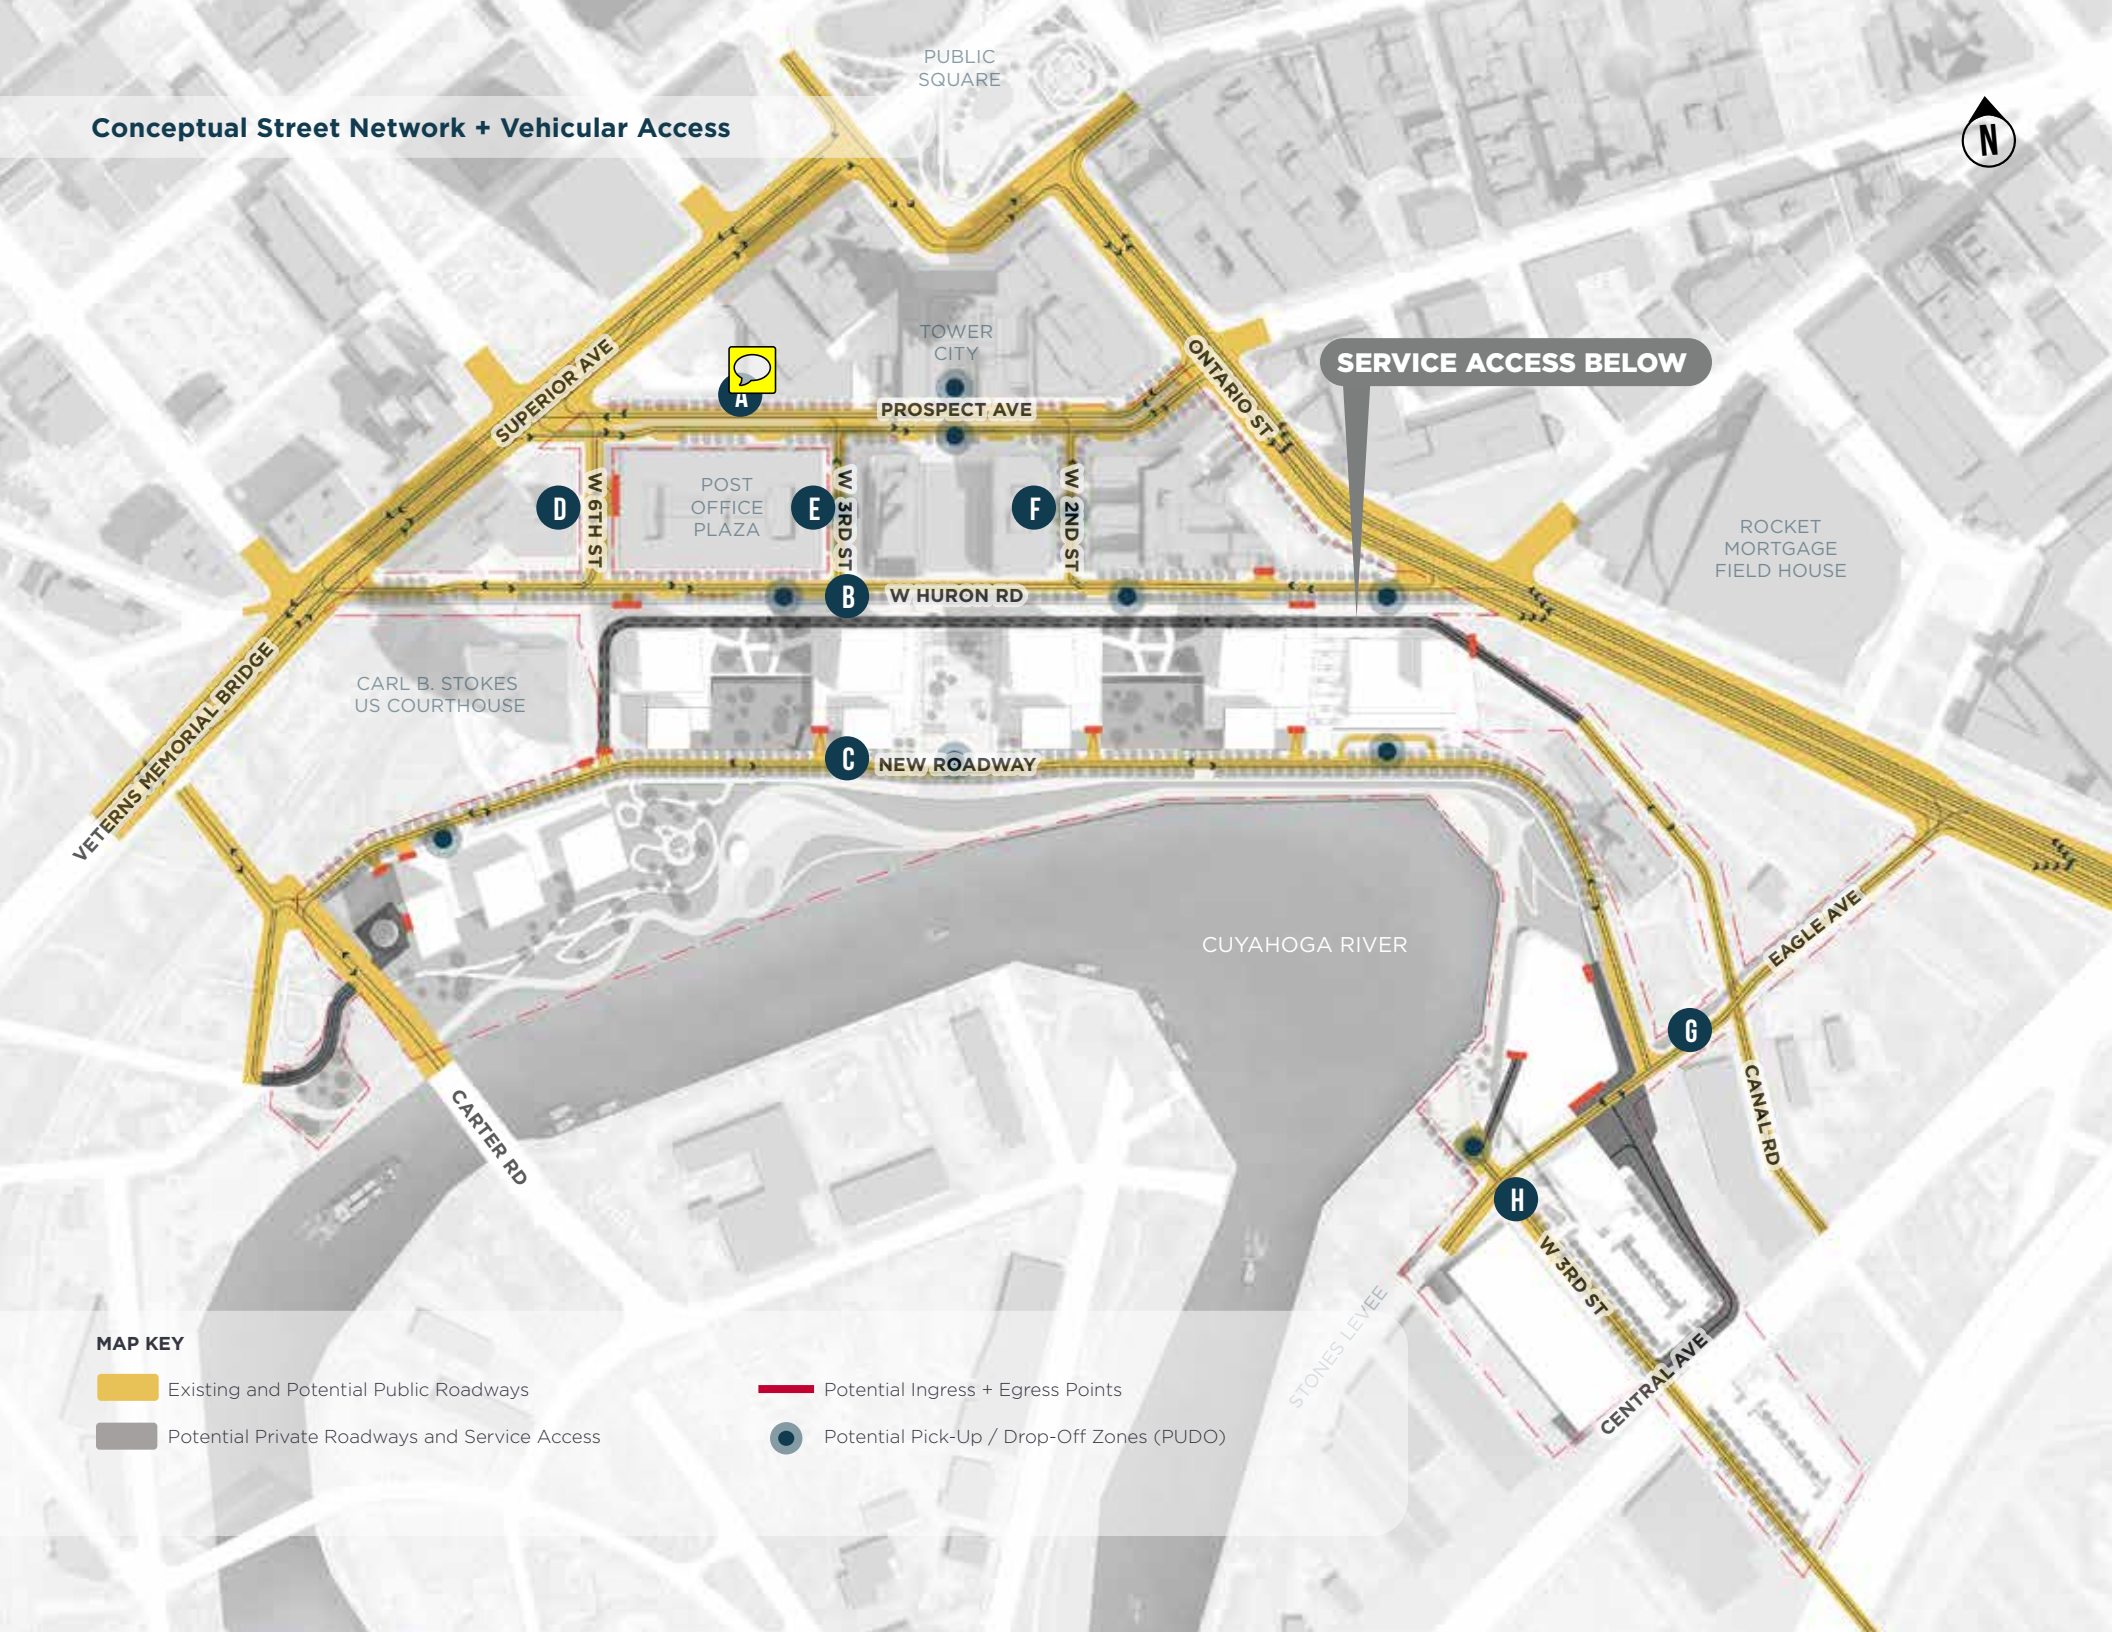 PUBLIC
SQUARE
Conceptual Street Network + Vehicular Access
N
TOWER
CITY
SUPERIOR AVE
A
PROSPECT AVE
ONTARIO ST
SERVICE ACCESS BELOW
D
W 6TH ST
POST
OFFICE
PLAZA
E
W 3RD ST
F
W 2ND ST
ROCKET
MORTGAGE
FIELD HOUSE
B
W HURON RD
CARL B. STOKES
US COURTHOUSE
VETERNS MEMORIAL BRIDGE
C
NEW ROADWAY
CUYAHOGA RIVER
EAGLE AVE
G
CANAL RD
CARTER RD
H
W 3RD ST
STONES LEVEE
CENTRAL AVE
MAP KEY
Existing and Potential Public Roadways
Potential Private Roadways and Service Access
Potential Ingress + Egress Points
Potential Pick-Up / Drop-Off Zones (PUDO)